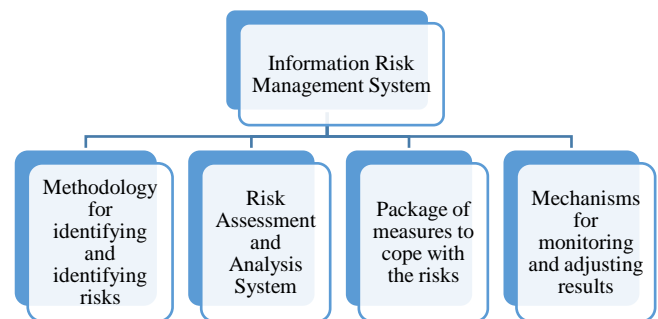 Information Risk
Management System
Methodology
for
identifying
and
identifying
risks
Risk
Assessment
and
Analysis
System
Package of
measures to
cope with
the risks
Mechanisms
for
monitoring
and adjusting
results